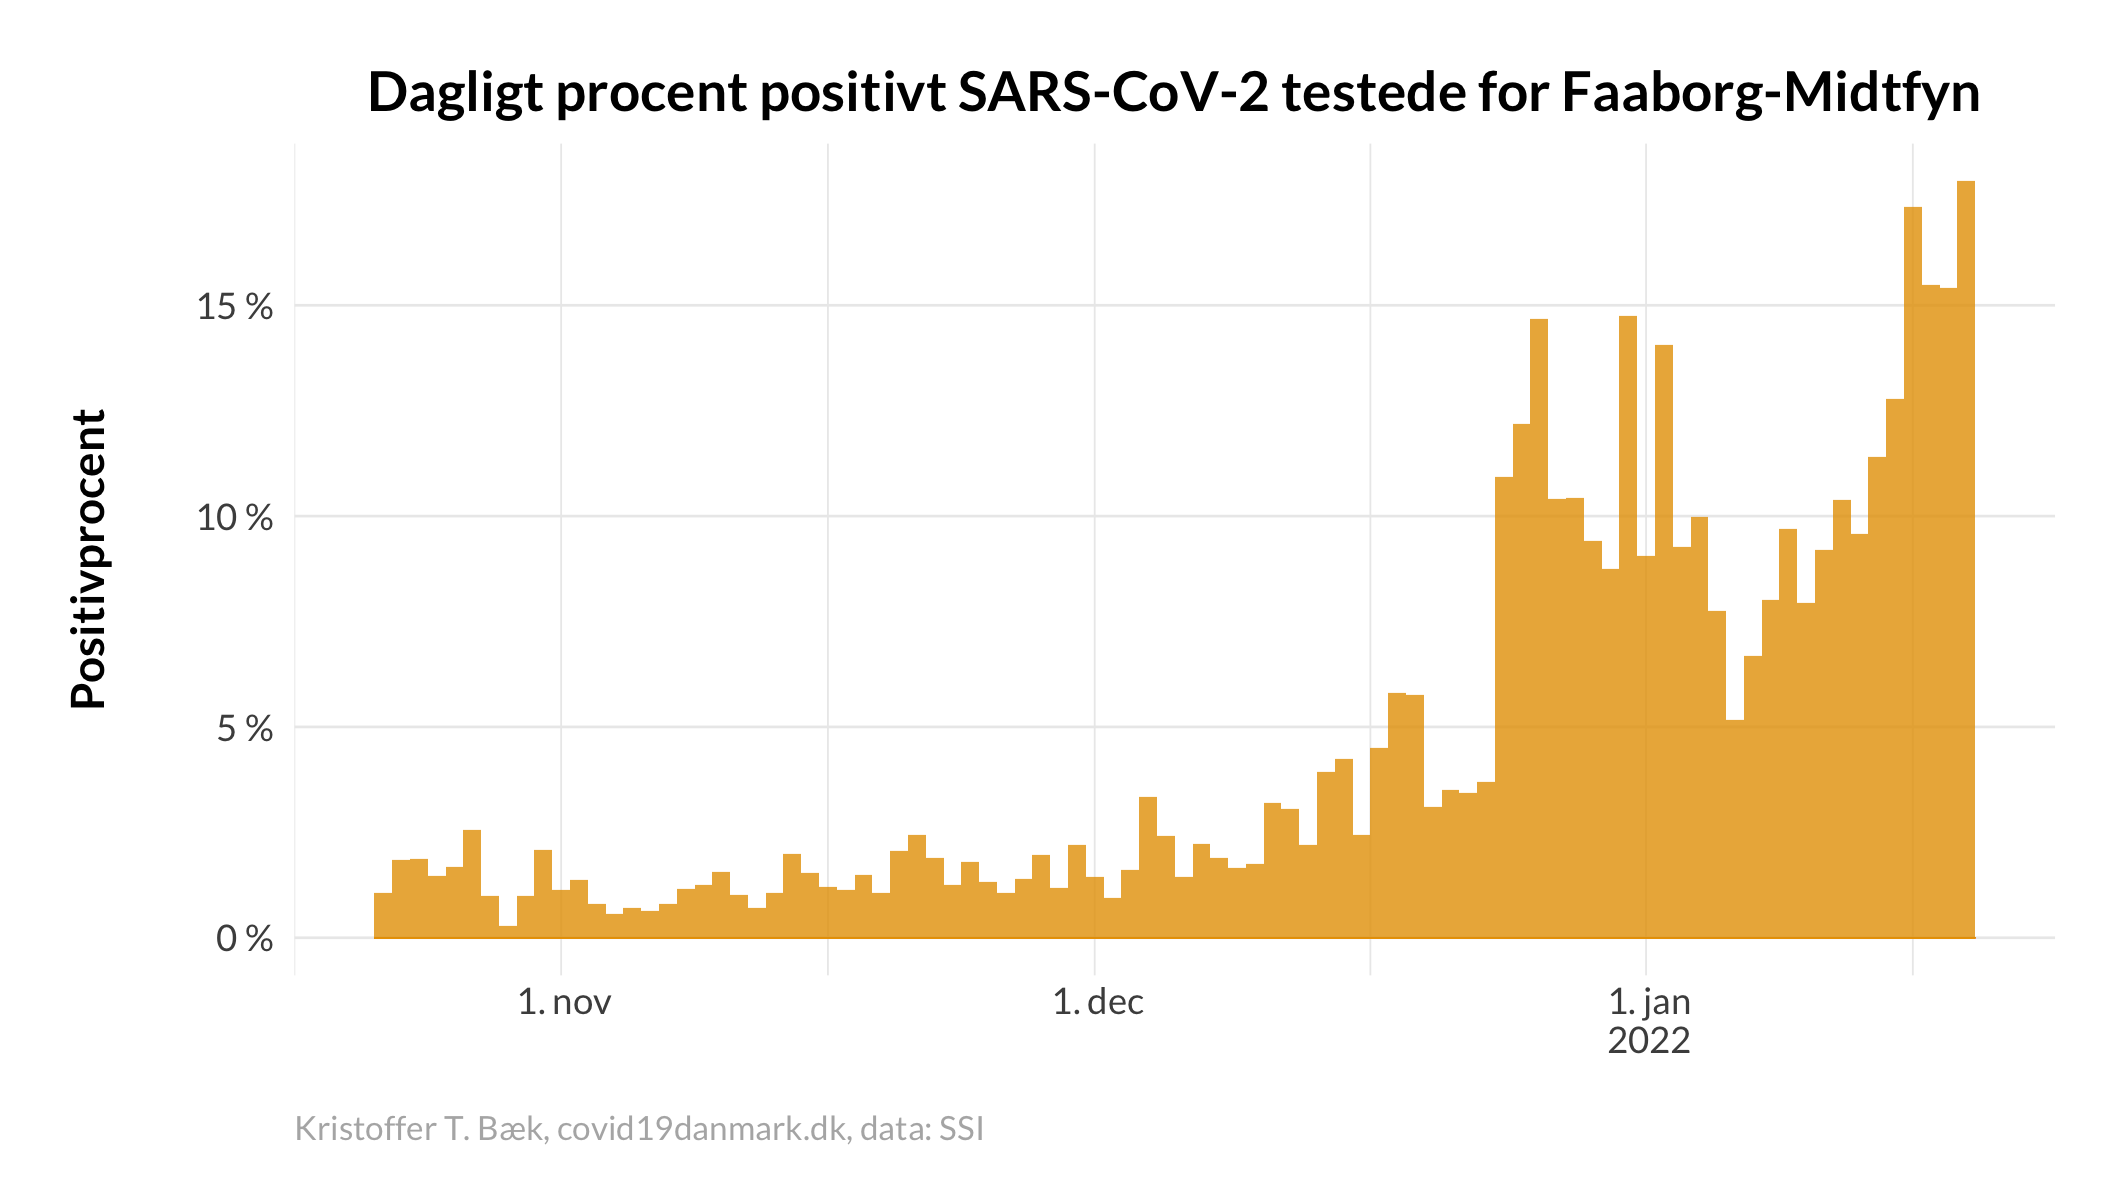 Dagligt procent positivt SARS-CoV-2 testede for Faaborg-Midtfyn
Positivprocent
15 %
10 %
5 %
0 %
1. nov
1. dec
1. jan
2022
Kristoffer T. Bæk, covid19danmark.dk, data: SSI